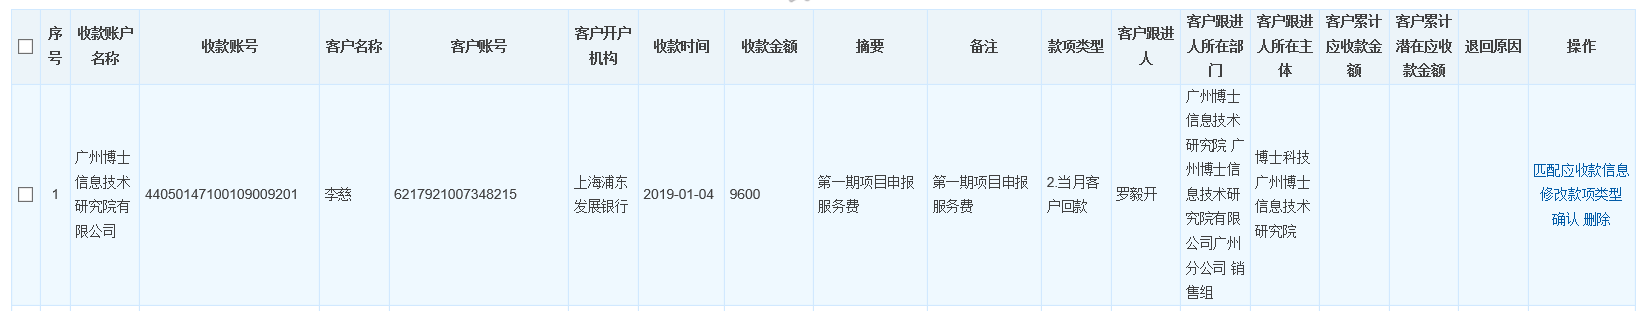 序号
收款账户名称
收款账号
客户名称
客户账号
客户开户机构
收款时间
收款金额
摘要
备注
款项类型
客户跟进人
客户跟进人所在部门
客户跟进人所在主体
客户累计应收款金额
客户累计潜在应收款金额
退回原因
操作
1
广州博士
信息技术
研究院有
限公司
44050147100109009201
李慈
6217921007348215
上海浦东
发展银行
2019-01-04
9600
第一期项目申报
服务费
第一期项目申报
服务费
2.当月客
户回款
罗毅开
广州博士
信息技术
研究院 广
州博士信
息技术研
究院有限
公司广州
分公司 销
售组
博士科技
广州博士
信息技术
研究院
匹配应收款信息
修改款项类型
确认 删除